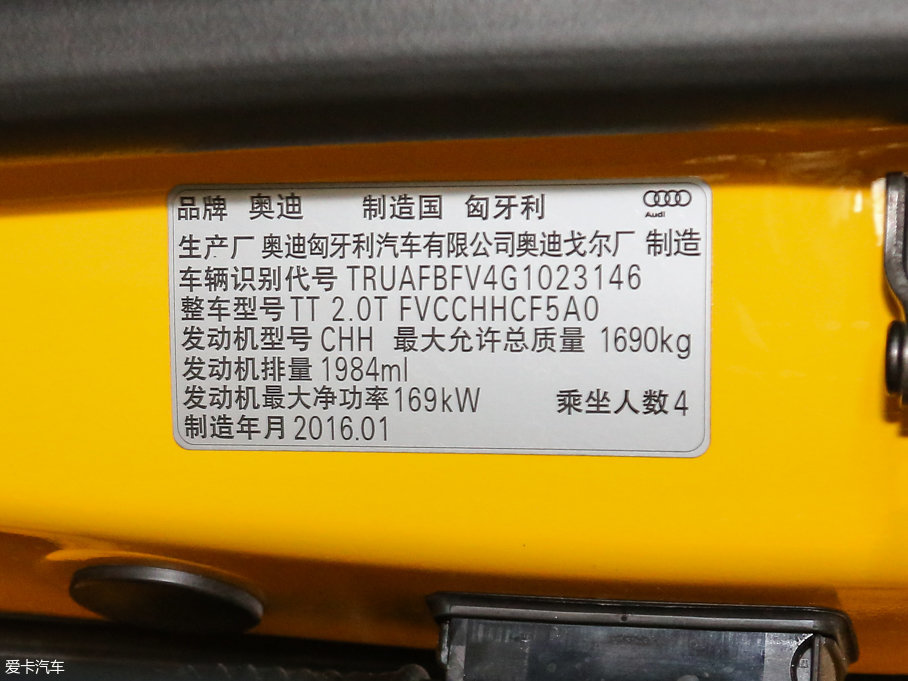 品牌 奥迪 制造国 匈牙利
Audi
生产厂 奥迪匈牙利汽车有限公司奥迪戈尔厂 制造
车辆识别代号 TRUAFBFV4G1023146
整车型号 TT 2.0T FVCCHHCF5A0
发动机型号 CHH 最大允许总质量 1690kg
发动机排量 1984ml
发动机最大净功率 169kW 乘坐人数 4
制造年月 2016.01
爱卡汽车